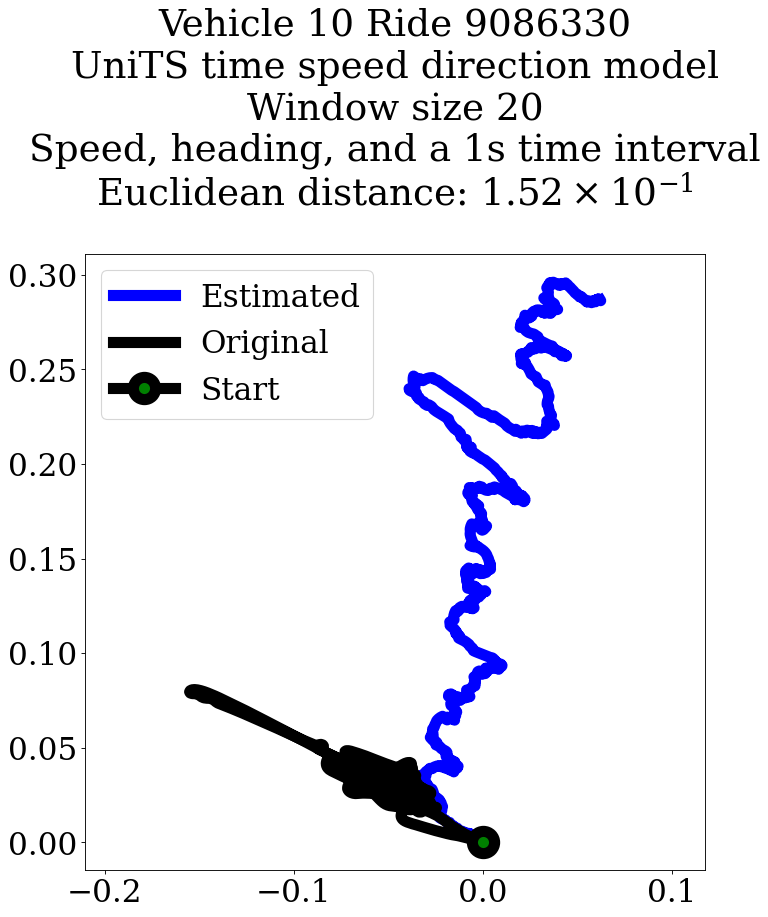 Vehicle 10 Ride 9086330
UniTS time speed direction model
Window size 20
Speed, heading, and a 1s time interval
Euclidean distance: 1.52 × 10⁻¹
Estimated
Original
Start
0.30
0.25
0.20
0.15
0.10
0.05
0.00
−0.2
−0.1
0.0
0.1